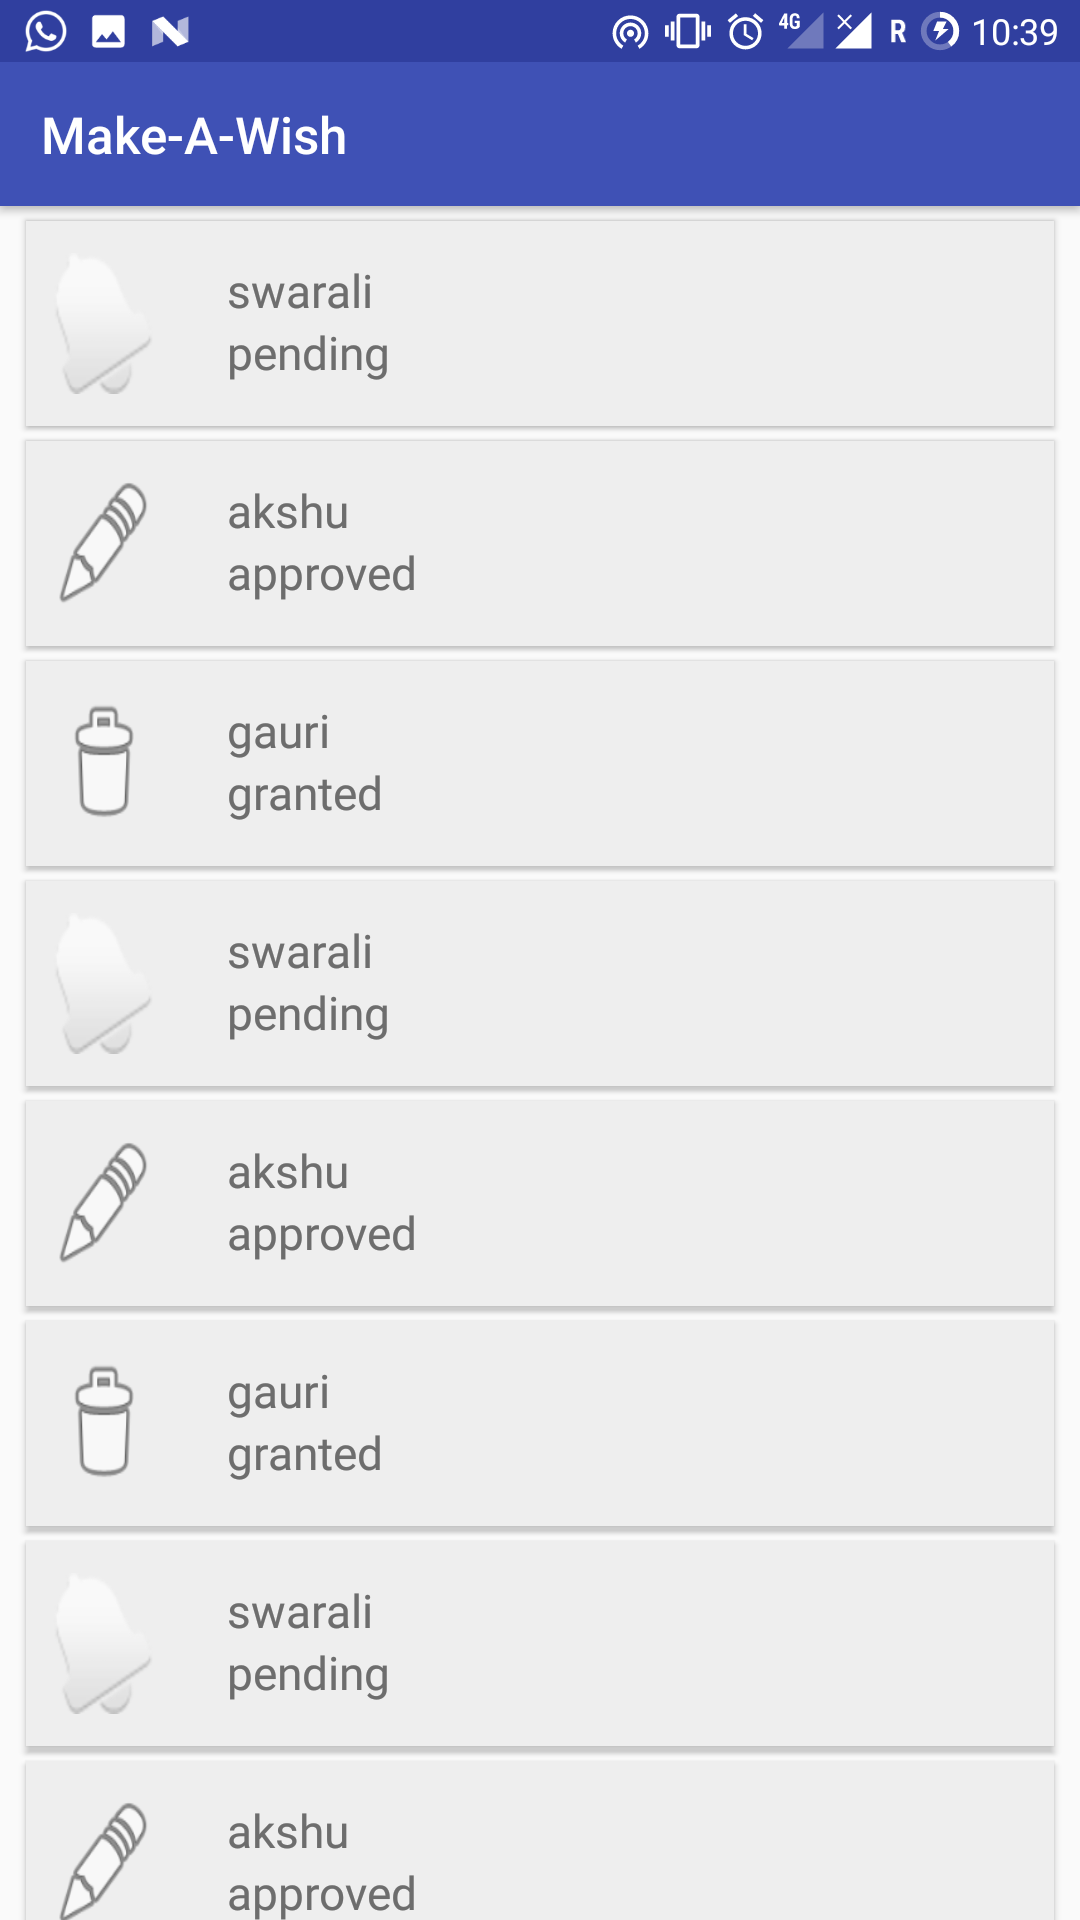 4G R 10:39
Make-A-Wish
swarali
pending
akshu
approved
gauri
granted
swarali
pending
akshu
approved
gauri
granted
swarali
pending
akshu
approved